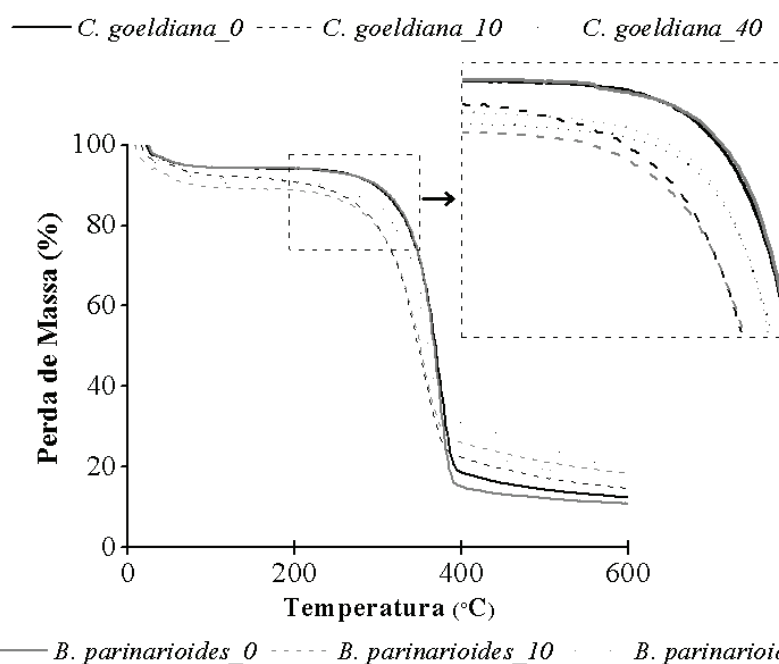 C. goeldiana_0 C. goeldiana_10 C. goeldiana_40
100
80
60
40
20
0
Perda de Massa (%)
0 200 400 600
Temperatura (°C)
B. parinarioides_0 B. parinarioides_10 B. parinarioi